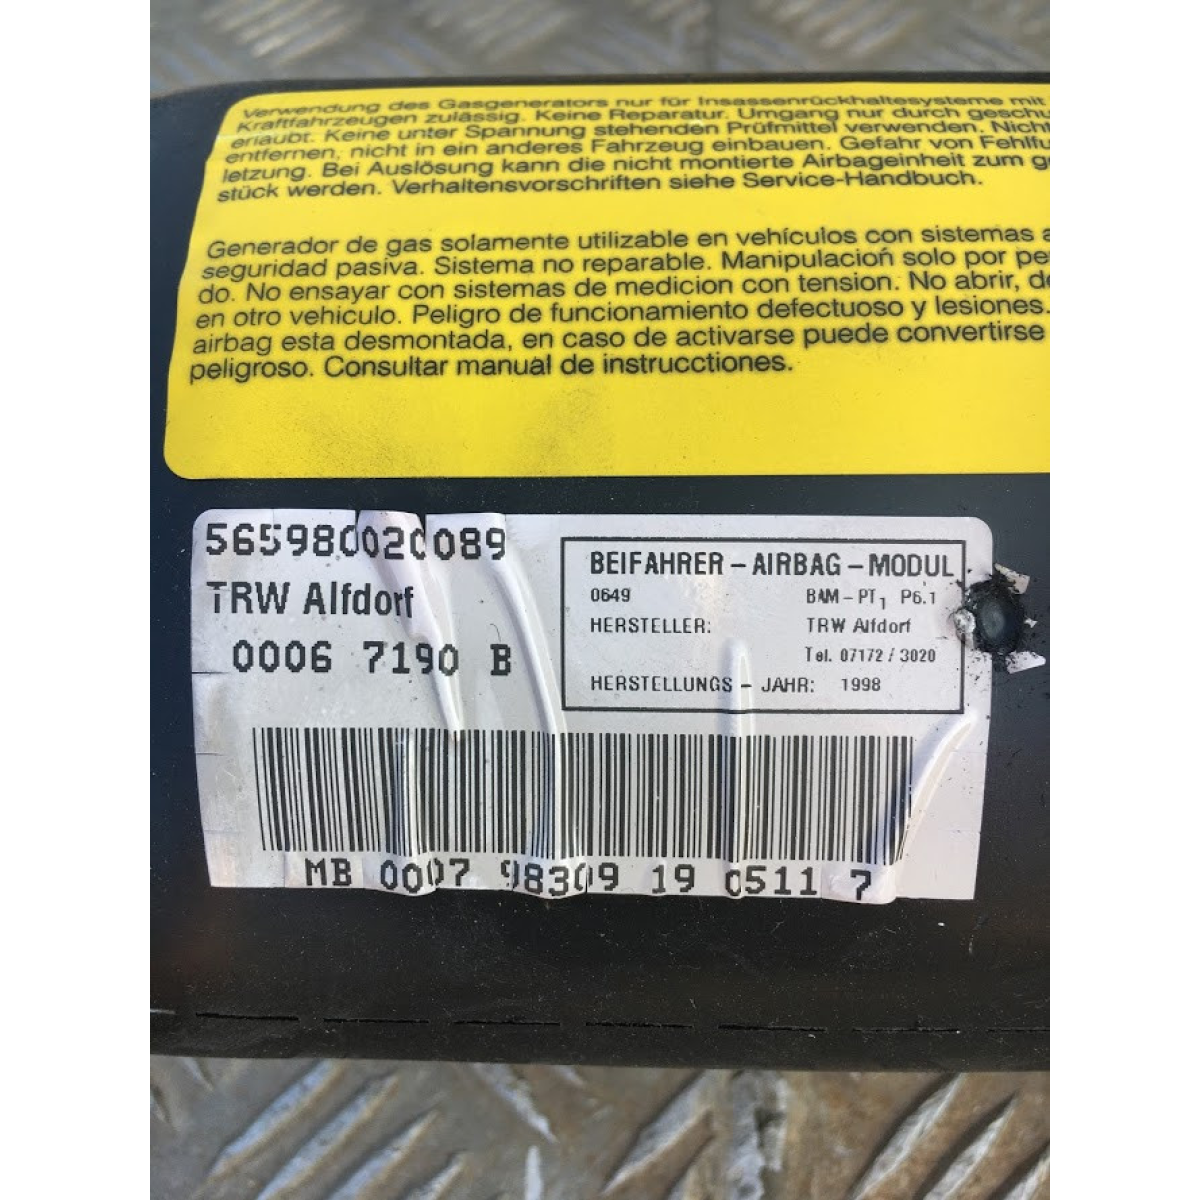 Verwendung des Gasgenerators nur für Insassenrückhaltesysteme mit
Kraftfahrzeugen zulässig. Keine Reparatur. Umgang nur durch geschu
erlaubt. Keine unter Spannung stehenden Prüfmittel verwenden. Nicht
entfernen, nicht in ein anderes Fahrzeug einbauen. Gefahr von Fehlfu
letzung. Bei Auslösung kann die nicht montierte Airbageinheit zum ge
stück werden. Verhaltensvorschriften siehe Service-Handbuch.
Generador de gas solamente utilizable en vehículos con sistemas a
seguridad pasiva. Sistema no reparable. Manipulación solo por per
do. No ensayar con sistemas de medicion con tension. No abrir, de
en otro vehiculo. Peligro de funcionamiento defectuoso y lesiones.
airbag esta desmontada, en caso de activarse puede convertirse
peligroso. Consultar manual de instrucctiones.
565980020089
TRW Alfdorf
0006 7190 B
BEIFAHRER-AIRBAG-MODUL
0649 BAM-PT1 P6.1
HERSTELLER: TRW Alfdorf
Tel. 07172/3020
HERSTELLUNGS-JAHR: 1998
MB 0007 98309 19 0511 7